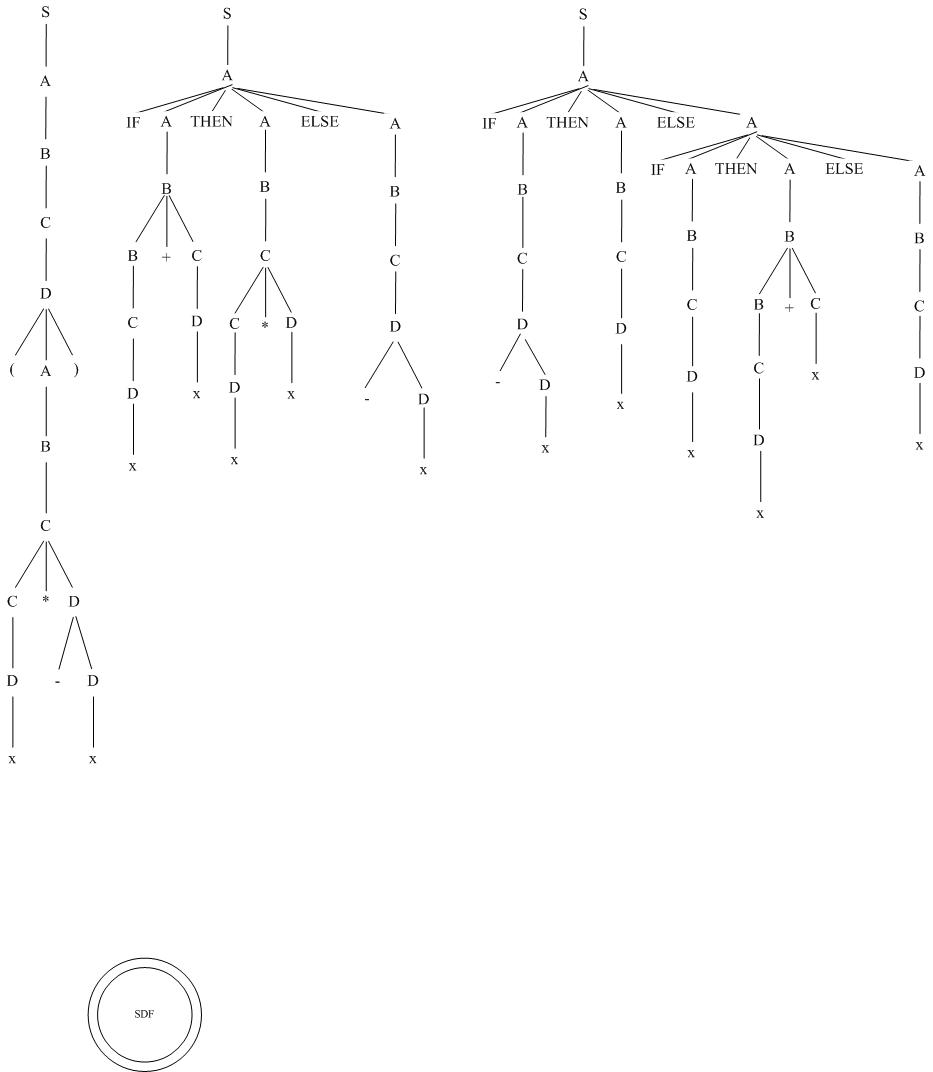 S S S
A
A A
IF A THEN A ELSE A IF A THEN A ELSE A
B
IF A THEN A ELSE A
B B B B B
C B B B
B + C C C C C
D
C D C * D D D D C B + C C
( A ) D x
D D x - D - D x D C x D
B x x x x D x
x x x
C
C * D
D - D
x x
SDF